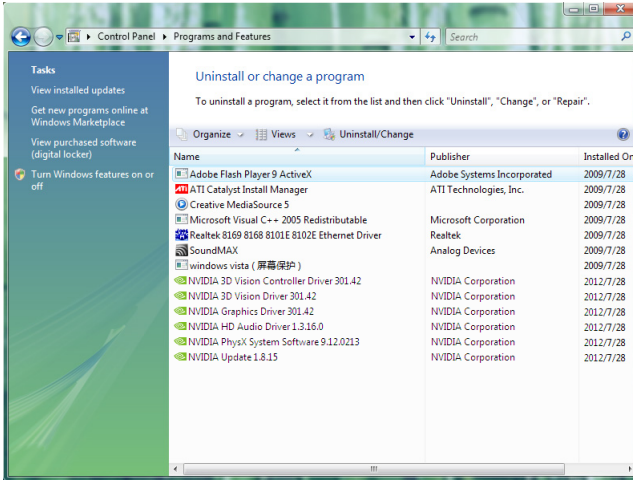 Control Panel ▸ Programs and Features
Search
Tasks
View installed updates
Get new programs online at
Windows Marketplace
View purchased software
(digital locker)
Turn Windows features on or
off
Uninstall or change a program
To uninstall a program, select it from the list and then click "Uninstall", "Change", or "Repair".
Organize Views Uninstall/Change
Name Publisher Installed On
Adobe Flash Player 9 ActiveX Adobe Systems Incorporated 2009/7/28
ATI Catalyst Install Manager ATI Technologies, Inc. 2009/7/28
Creative MediaSource 5 2009/7/28
Microsoft Visual C++ 2005 Redistributable Microsoft Corporation 2009/7/28
Realtek 8169 8168 8101E 8102E Ethernet Driver Realtek 2009/7/28
SoundMAX Analog Devices 2009/7/28
windows vista ( 屏幕保护 ) 2009/7/28
NVIDIA 3D Vision Controller Driver 301.42 NVIDIA Corporation 2012/7/28
NVIDIA 3D Vision Driver 301.42 NVIDIA Corporation 2012/7/28
NVIDIA Graphics Driver 301.42 NVIDIA Corporation 2012/7/28
NVIDIA HD Audio Driver 1.3.16.0 NVIDIA Corporation 2012/7/28
NVIDIA PhysX System Software 9.12.0213 NVIDIA Corporation 2012/7/28
NVIDIA Update 1.8.15 NVIDIA Corporation 2012/7/28